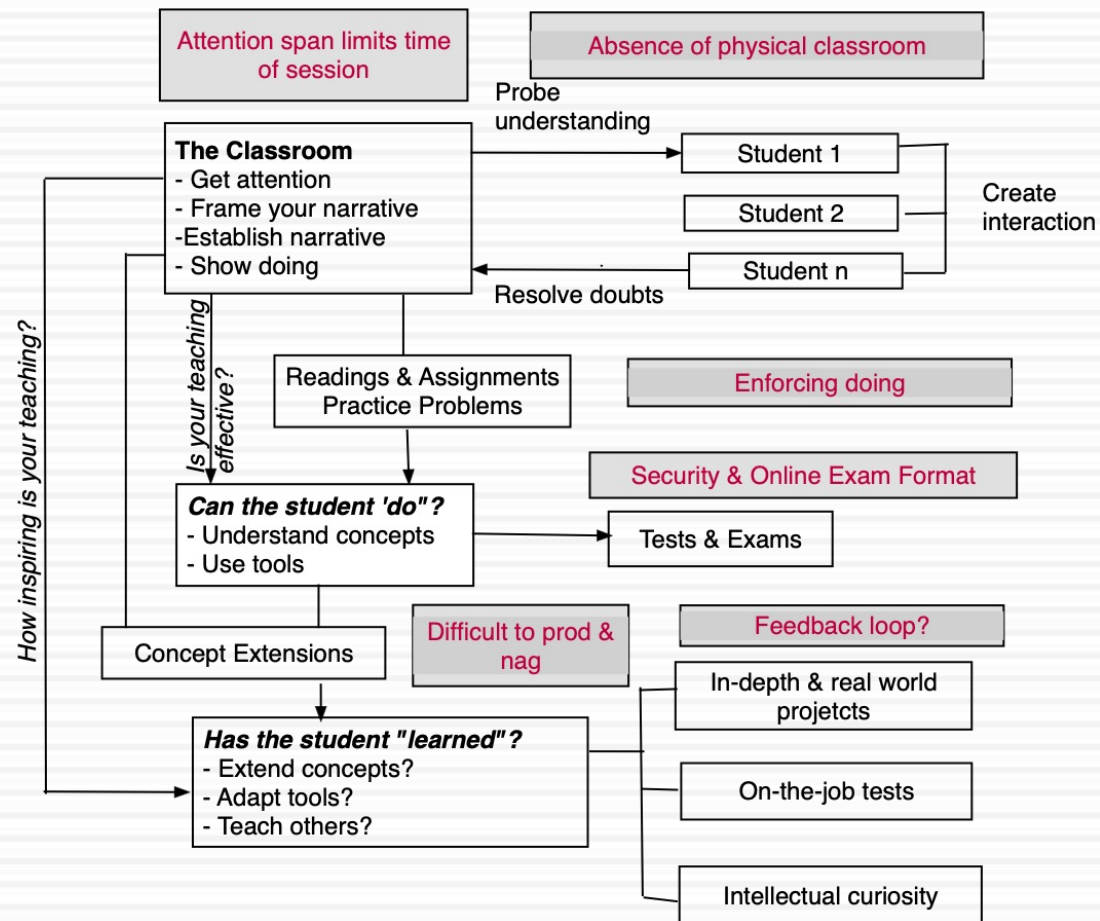 Attention span limits time
of session
Absence of physical classroom
Probe
understanding
The Classroom
- Get attention
- Frame your narrative
-Establish narrative
- Show doing
Student 1
Student 2
Student n
Create
interaction
Resolve doubts
How inspiring is your teaching?
Is your teaching
effective?
Readings & Assignments
Practice Problems
Enforcing doing
Security & Online Exam Format
Can the student 'do"?
- Understand concepts
- Use tools
Tests & Exams
Concept Extensions
Difficult to prod &
nag
Feedback loop?
In-depth & real world
projetcts
Has the student "learned"?
- Extend concepts?
- Adapt tools?
- Teach others?
On-the-job tests
Intellectual curiosity